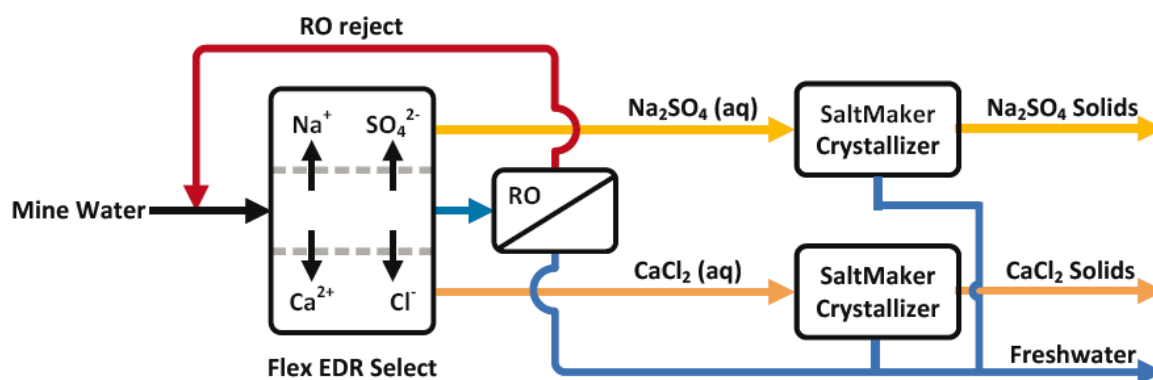 RO reject
Na⁺ SO₄²⁻
Na₂SO₄ (aq)
SaltMaker
Crystallizer
Na₂SO₄ Solids
Mine Water
RO
Ca²⁺ Cl⁻
CaCl₂ (aq)
SaltMaker
Crystallizer
CaCl₂ Solids
Flex EDR Select
Freshwater